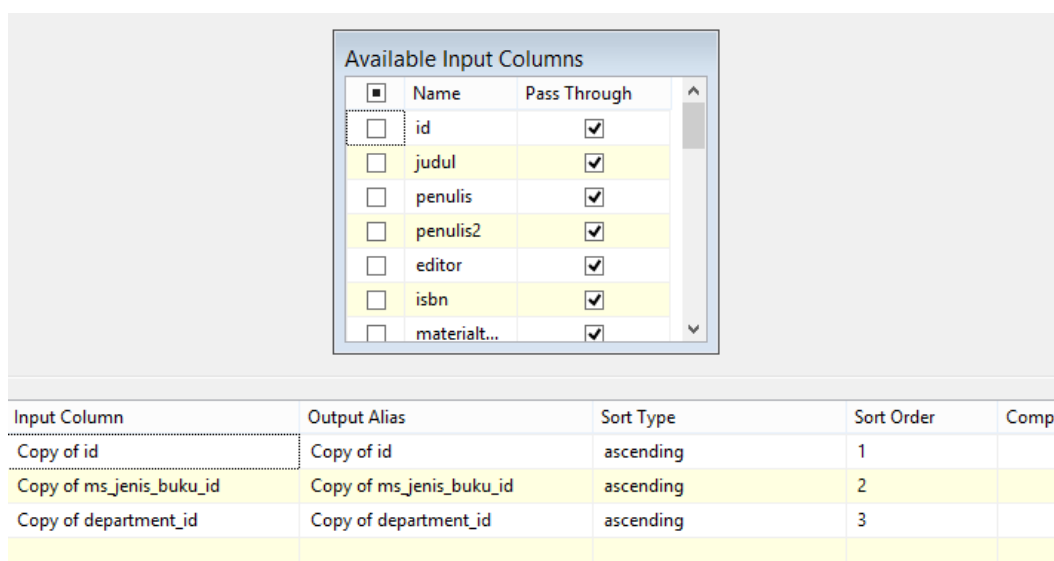 Available Input Columns
Name Pass Through
id
judul
penulis
penulis2
editor
isbn
materialt...
Input Column Output Alias Sort Type Sort Order Comp
Copy of id Copy of id ascending 1
Copy of ms_jenis_buku_id Copy of ms_jenis_buku_id ascending 2
Copy of department_id Copy of department_id ascending 3